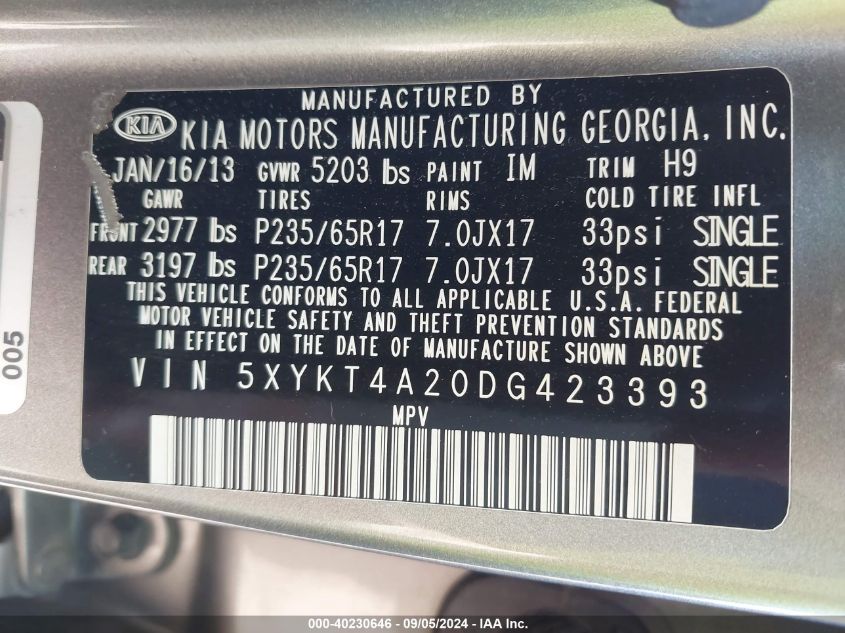 MANUFACTURED BY
KIA KIA MOTORS MANUFACTURING GEORGIA, INC.
JAN/16/13 GVWR 5203 lbs PAINT IM TRIM H9
GAWR TIRES RIMS COLD TIRE INFL
FRONT 2977 lbs P235/65R17 7.0JX17 33psi SINGLE
REAR 3197 lbs P235/65R17 7.0JX17 33psi SINGLE
THIS VEHICLE CONFORMS TO ALL APPLICABLE U.S.A. FEDERAL
MOTOR VEHICLE SAFETY AND THEFT PREVENTION STANDARDS
IN EFFECT ON THE DATE OF MANUFACTURE SHOWN ABOVE
VIN 5XYKT4A20DG423393
MPV
005
000-40230646 - 09/05/2024 - IAA Inc.